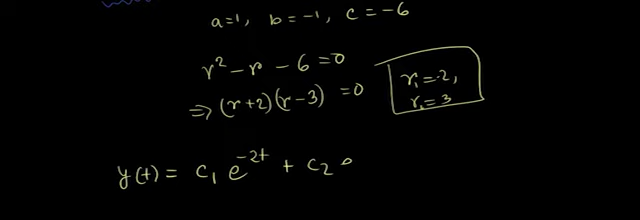 a=1, b=-1, c=-6
r² - r - 6 = 0
⇒ (r+2)(r-3) = 0
r₁=-2,
r₂=3
y(t) = c₁ e^{-2t} + c₂